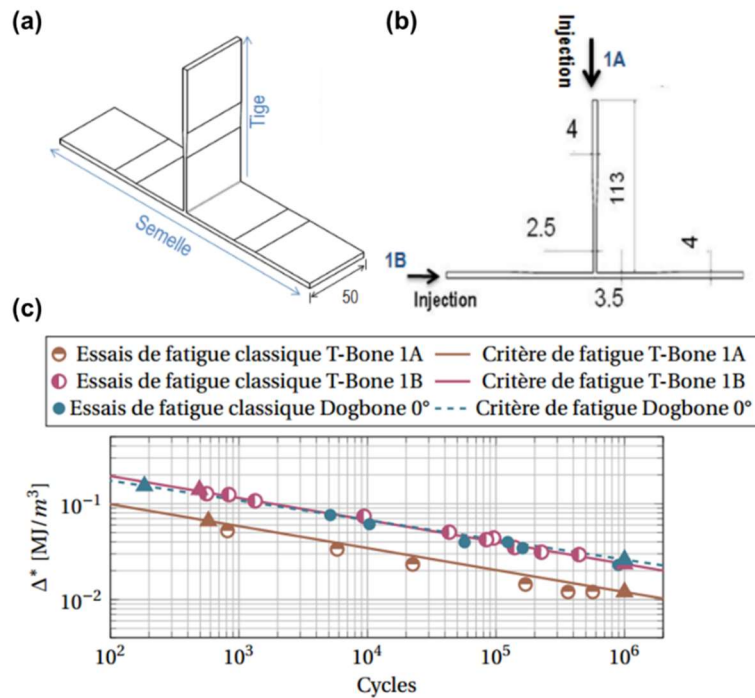 (a)
Tige
Semelle
50
(b)
Injection
1A
4
113
2.5
4
1B
Injection
3.5
(c)
Essais de fatigue classique T-Bone 1A
Critère de fatigue T-Bone 1A
Essais de fatigue classique T-Bone 1B
Critère de fatigue T-Bone 1B
Essais de fatigue classique Dogbone 0°
Critère de fatigue Dogbone 0°
Δ* [MJ/m³]
10⁻¹
10⁻²
10² 10³ 10⁴ 10⁵ 10⁶
Cycles